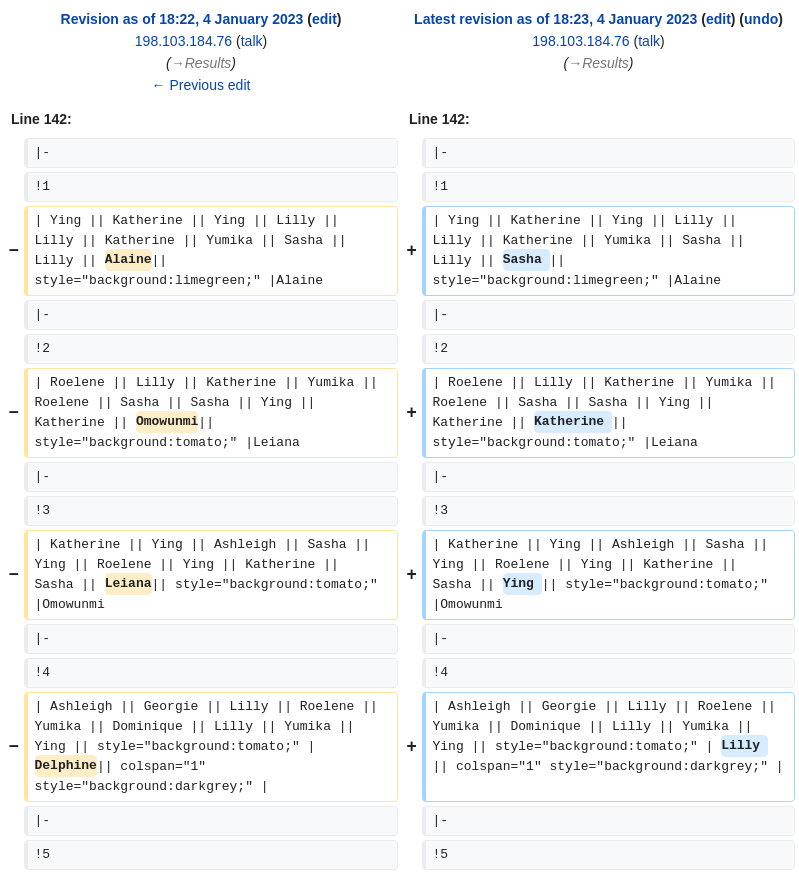 Revision as of 18:22, 4 January 2023 (edit)
198.103.184.76 (talk)
(→Results)
← Previous edit
Latest revision as of 18:23, 4 January 2023 (edit) (undo)
198.103.184.76 (talk)
(→Results)
Line 142:
Line 142:
|-
|-
!1
!1
−
| Ying || Katherine || Ying || Lilly ||
Lilly || Katherine || Yumika || Sasha ||
Lilly || Alaine||
style="background:limegreen;" |Alaine
+
| Ying || Katherine || Ying || Lilly ||
Lilly || Katherine || Yumika || Sasha ||
Lilly || Sasha ||
style="background:limegreen;" |Alaine
|-
|-
!2
!2
−
| Roelene || Lilly || Katherine || Yumika ||
Roelene || Sasha || Sasha || Ying ||
Katherine || Omowunmi||
style="background:tomato;" |Leiana
+
| Roelene || Lilly || Katherine || Yumika ||
Roelene || Sasha || Sasha || Ying ||
Katherine || Katherine ||
style="background:tomato;" |Leiana
|-
|-
!3
!3
−
| Katherine || Ying || Ashleigh || Sasha ||
Ying || Roelene || Ying || Katherine ||
Sasha || Leiana|| style="background:tomato;"
|Omowunmi
+
| Katherine || Ying || Ashleigh || Sasha ||
Ying || Roelene || Ying || Katherine ||
Sasha || Ying || style="background:tomato;"
|Omowunmi
|-
|-
!4
!4
−
| Ashleigh || Georgie || Lilly || Roelene ||
Yumika || Dominique || Lilly || Yumika ||
Ying || style="background:tomato;" |
Delphine|| colspan="1"
style="background:darkgrey;" |
+
| Ashleigh || Georgie || Lilly || Roelene ||
Yumika || Dominique || Lilly || Yumika ||
Ying || style="background:tomato;" | Lilly
|| colspan="1" style="background:darkgrey;" |
|-
|-
!5
!5